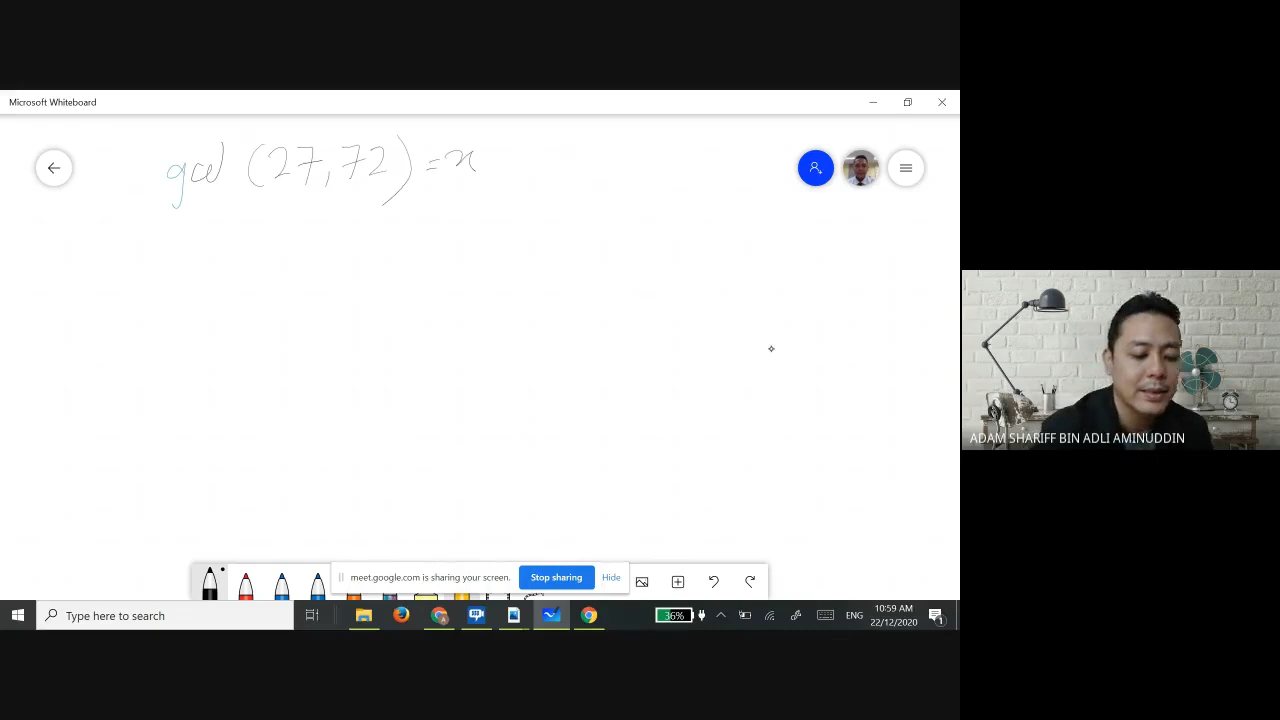 Microsoft Whiteboard
gcd (27,72) = x
ADAM SHARIFF BIN ADLI AMINUDDIN
meet.google.com is sharing your screen.
Stop sharing
Hide
Type here to search
36%
ENG
10:59 AM
22/12/2020
1